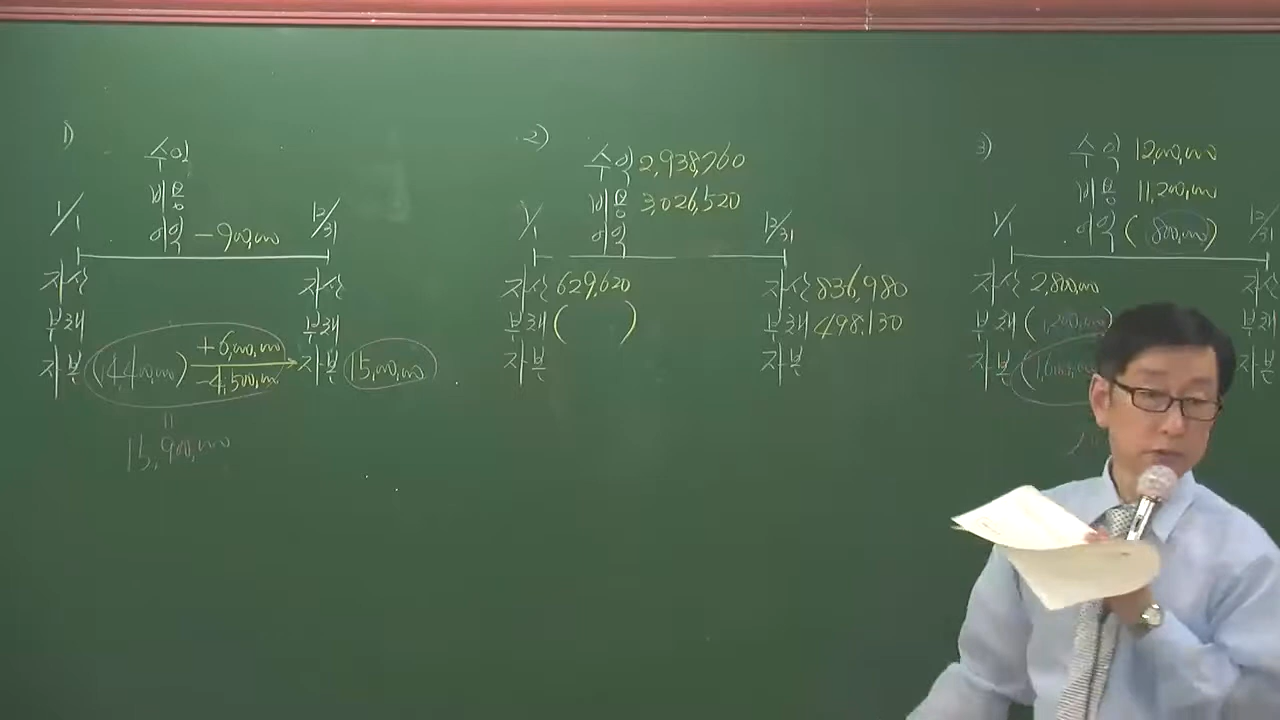 1)
수익
비용
이익 -900,000
1/1
12/31
자산
부채
자본 (14,400,000) +6,000,000 -4,500,000
15,900,000
자산
부채
자본 15,000,000
2)
수익 2,938,760
비용 3,026,520
이익
1/1
12/31
자산 629,620
부채 ( )
자본
자산 836,980
부채 498,130
자본
3)
수익 12,000,000
비용 11,200,000
이익 (800,000)
1/1
12/31
자산 2,800,000
부채 (1,200,000)
자본
자산
부채
자본